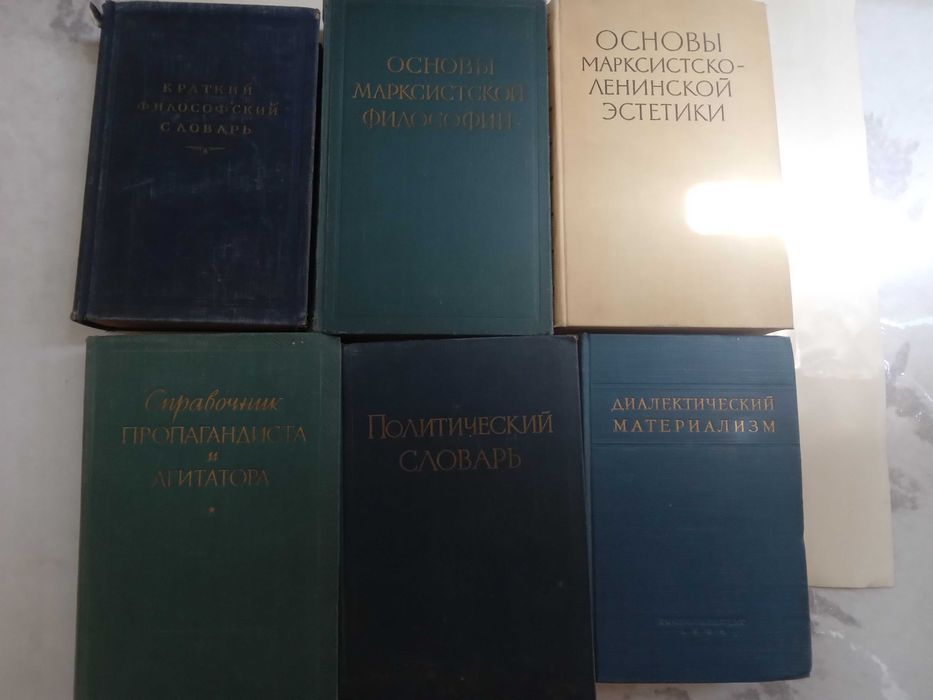 КРАТКИЙ
ФИЛОСОФСКИЙ
СЛОВАРЬ
ОСНОВЫ
МАРКСИСТСКОЙ
ФИЛОСОФИИ
ОСНОВЫ
МАРКСИСТСКО-
ЛЕНИНСКОЙ
ЭСТЕТИКИ
Справочник
ПРОПАГАНДИСТА
и
АГИТАТОРА
ПОЛИТИЧЕСКИЙ
СЛОВАРЬ
ДИАЛЕКТИЧЕСКИЙ
МАТЕРИАЛИЗМ